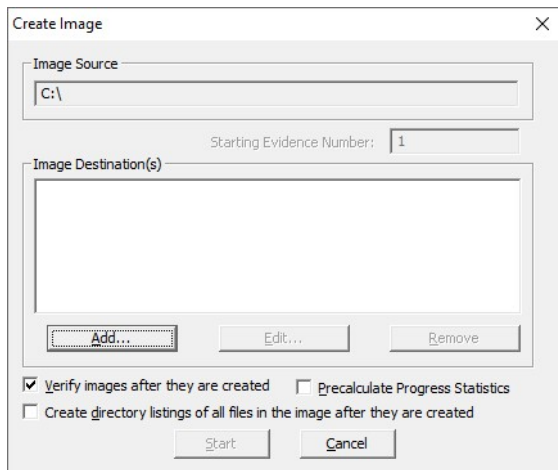 Create Image
Image Source
C:\
Starting Evidence Number: 1
Image Destination(s)
Add... Edit... Remove
Verify images after they are created Precalculate Progress Statistics
Create directory listings of all files in the image after they are created
Start Cancel